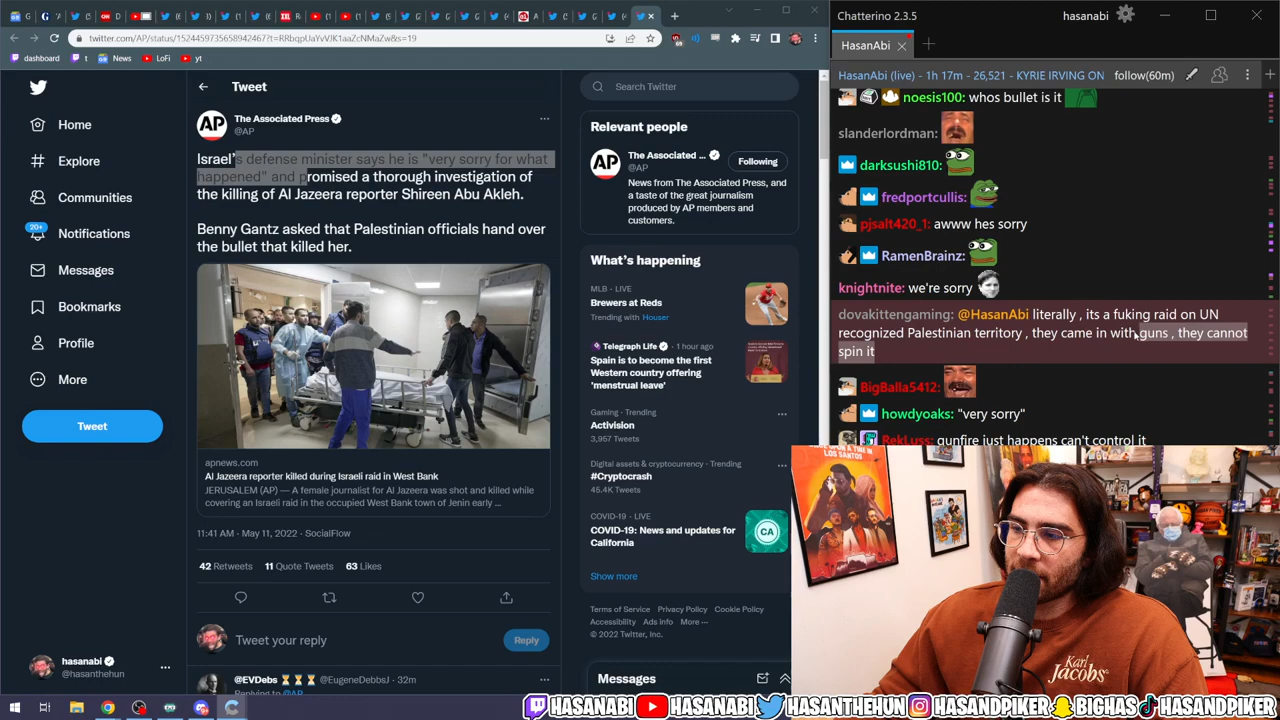 twitter.com/AP/status/1524459735658942467?t=RRbqpUaYvVJK1aaZcNMaZw&s=19
dashboard
t
News
LoFi
yt
Home
Explore
Communities
20+
Notifications
Messages
Bookmarks
Profile
More
Tweet
hasanabi
@hasanthehun
Tweet
The Associated Press
@AP
AP
Israel's defense minister says he is "very sorry for what
happened" and promised a thorough investigation of
the killing of Al Jazeera reporter Shireen Abu Akleh.
Benny Gantz asked that Palestinian officials hand over
the bullet that killed her.
apnews.com
Al Jazeera reporter killed during Israeli raid in West Bank
JERUSALEM (AP) — A female journalist for Al Jazeera was shot and killed while
covering an Israeli raid in the occupied West Bank town of Jenin early ...
11:41 AM · May 11, 2022 · SocialFlow
42 Retweets 11 Quote Tweets 63 Likes
Tweet your reply
Reply
@EVDebs @EugeneDebbsJ · 32m
Replying to @AP
Search Twitter
Relevant people
AP
The Associated ...
@AP
Following
News from The Associated Press, and
a taste of the great journalism
produced by AP members and
customers.
What's happening
MLB · LIVE
Brewers at Reds
Trending with Houser
Telegraph Life · 1 hour ago
Spain is to become the first
Western country offering
'menstrual leave'
Gaming · Trending
Activision
3,957 Tweets
Digital assets & cryptocurrency · Trending
#Cryptocrash
45.4K Tweets
COVID-19 · LIVE
COVID-19: News and updates for
California
CA
Show more
Terms of Service Privacy Policy Cookie Policy
Accessibility Ads info More ...
© 2022 Twitter, Inc.
Messages
Chatterino 2.3.5
hasanabi
HasanAbi
HasanAbi (live) - 1h 17m - 26,521 - KYRIE IRVING ON
follow(60m)
noesis100: whos bullet is it
slanderlordman:
darksushi810:
fredportcullis:
pjsalt420_1: awww hes sorry
RamenBrainz:
knightnite: we're sorry
dovakittengaming: @HasanAbi literally , its a fuking raid on UN
recognized Palestinian territory , they came in with guns , they cannot
spin it
BigBalla5412:
howdyoaks: "very sorry"
RekLuss: gunfire just happens can't control it
LOS SANTOS
Karl
Jacobs
HASANABI HASANABI HASANTHEHUN HASANDPIKER BIGHAS HASANDPIKER